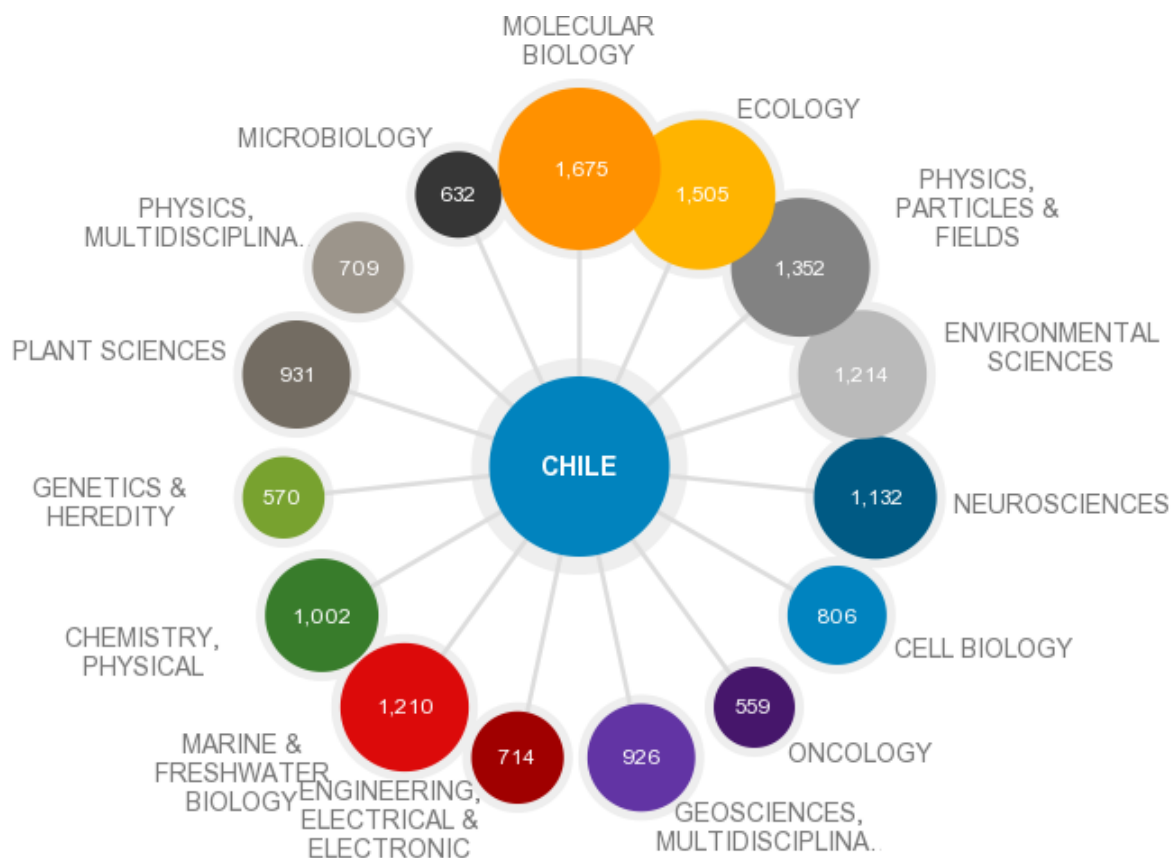 MOLECULAR
BIOLOGY
1,675
ECOLOGY
1,505
PHYSICS,
PARTICLES &
FIELDS
1,352
ENVIRONMENTAL
SCIENCES
1,214
NEUROSCIENCES
1,132
CELL BIOLOGY
806
ONCOLOGY
559
GEOSCIENCES,
MULTIDISCIPLINA..
926
ENGINEERING,
ELECTRICAL &
ELECTRONIC
714
MARINE &
FRESHWATER
BIOLOGY
1,210
CHEMISTRY,
PHYSICAL
1,002
GENETICS &
HEREDITY
570
PLANT SCIENCES
931
PHYSICS,
MULTIDISCIPLINA..
709
MICROBIOLOGY
632
CHILE